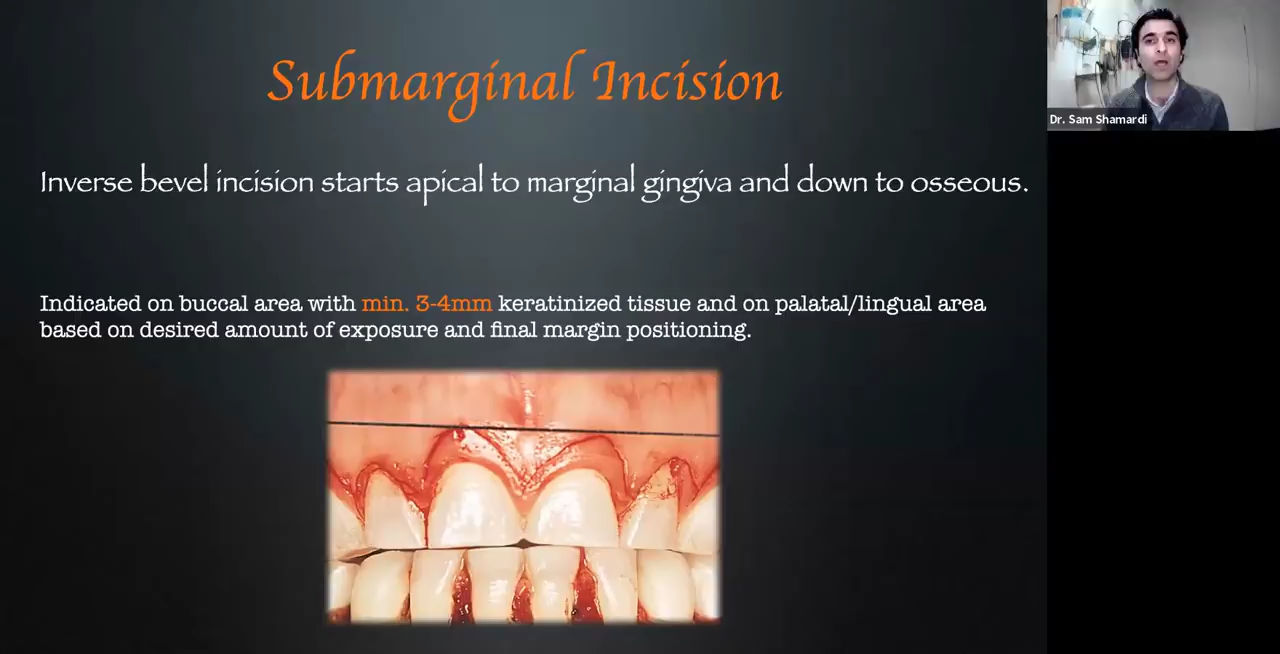 Submarginal Incision
Dr. Sam Shamardi
Inverse bevel incision starts apical to marginal gingiva and down to osseous.
Indicated on buccal area with min. 3-4mm keratinized tissue and on palatal/lingual area
based on desired amount of exposure and final margin positioning.